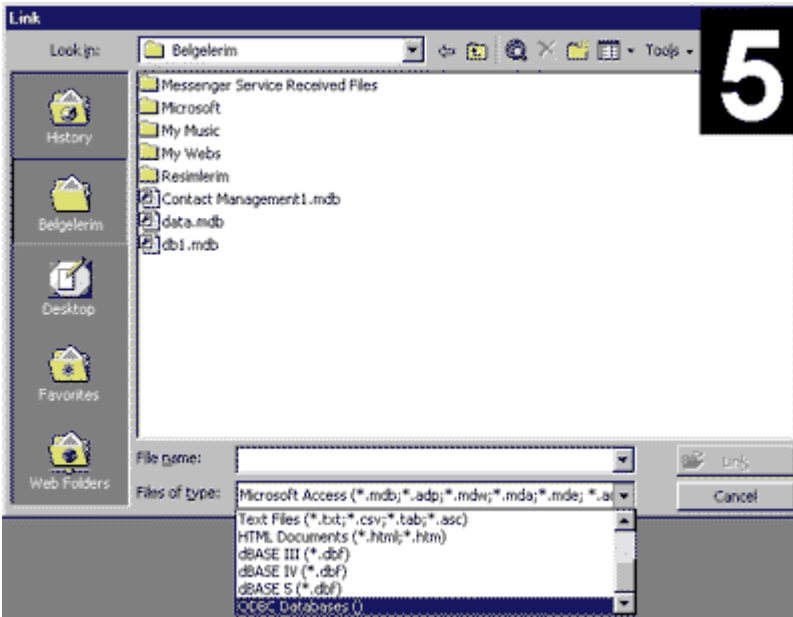 Link
5
Look in:
Belgelerim
Tools
History
Belgelerim
Desktop
Favorites
Web Folders
Messenger Service Received Files
Microsoft
My Music
My Webs
Resimlerim
Contact Management1.mdb
data.mdb
db1.mdb
File name:
Link
Files of type:
Microsoft Access (*.mdb;*.adp;*.mdw;*.mda;*.mde;
Cancel
Text Files (*.txt;*.csv;*.tab;*.asc)
HTML Documents (*.html;*.htm)
dBASE III (*.dbf)
dBASE IV (*.dbf)
dBASE 5 (*.dbf)
ODBC Databases ()